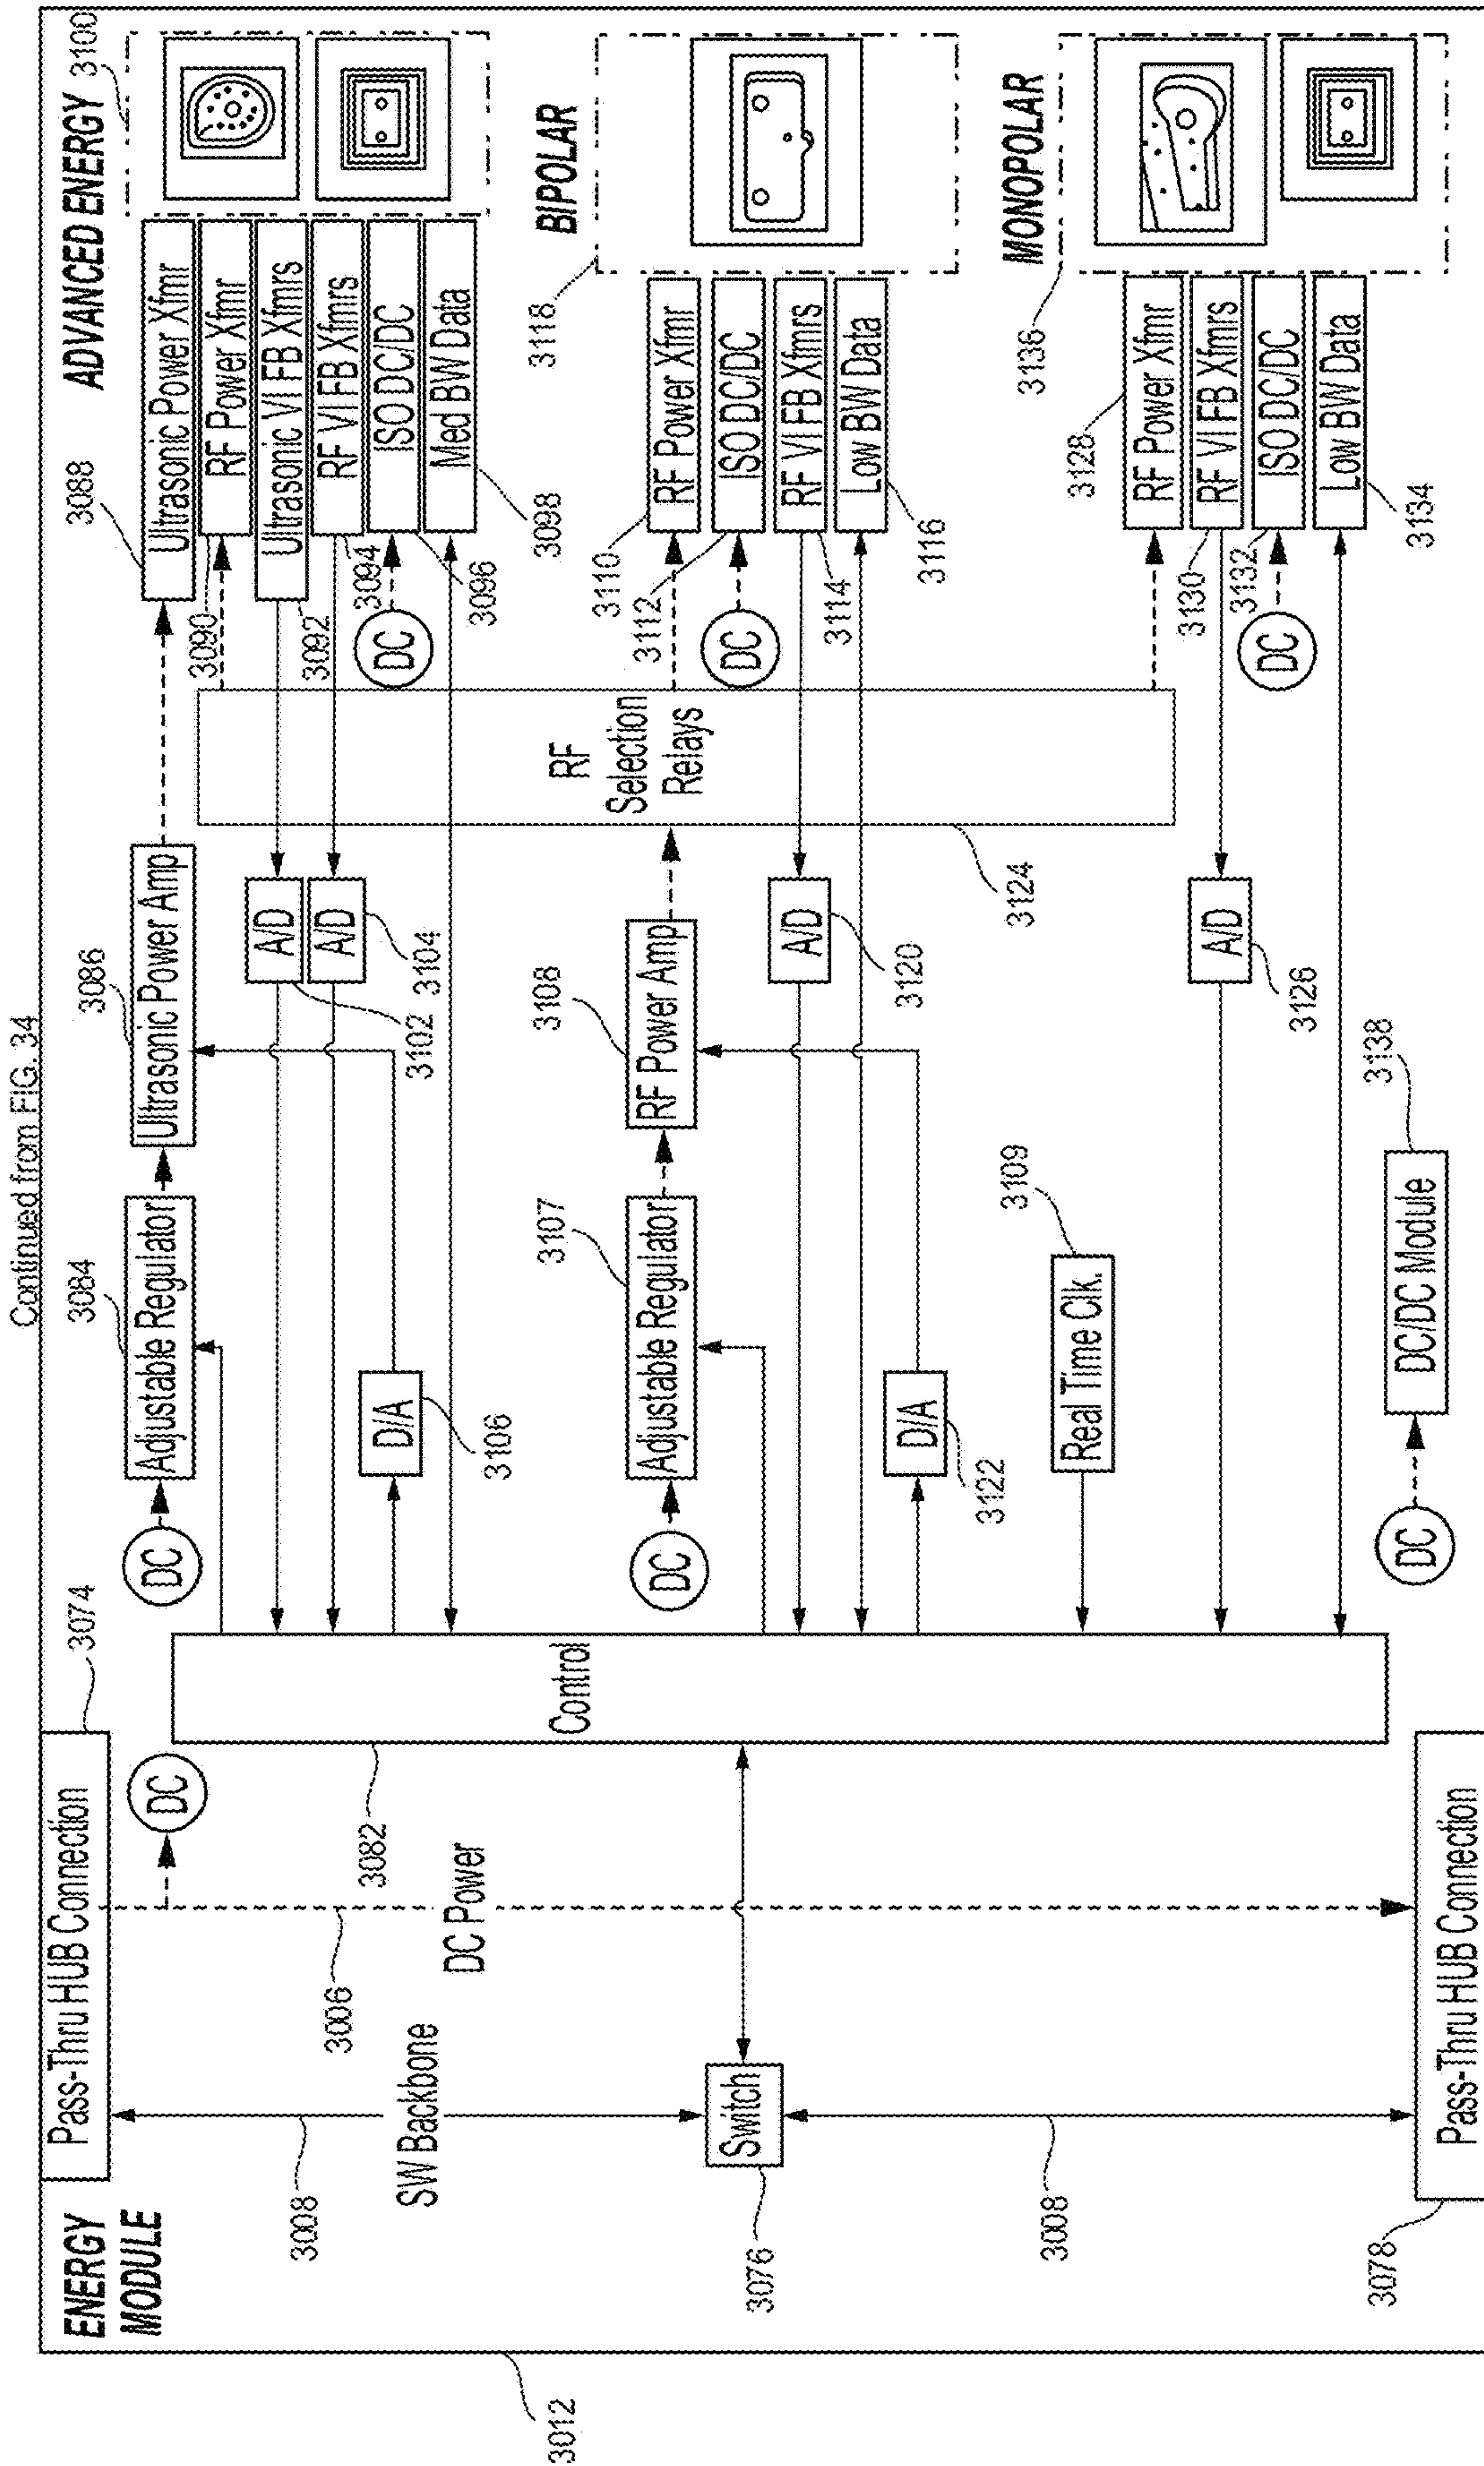 Continued from FIG. 34
ENERGY
MODULE
3012
Pass-Thru HUB Connection
3074
3008
SW Backbone
3006
DC Power
DC
Switch
3076
3008
Pass-Thru HUB Connection
3078
Control
3082
DC
Adjustable Regulator
3084
Ultrasonic Power Amp
3086
A/D
3102
A/D
3104
D/A
3106
DC
Adjustable Regulator
3107
RF Power Amp
3108
A/D
3120
D/A
3122
Real Time Clk.
3109
A/D
3126
DC
DC/DC Module
3138
RF
Selection
Relays
3124
ADVANCED ENERGY
3100
3088
Ultrasonic Power Xfmr
3090
RF Power Xfmr
3092
Ultrasonic VI FB Xfmrs
3094
RF VI FB Xfmrs
DC
3096
ISO DC/DC
3098
Med BW Data
BIPOLAR
3118
3110
RF Power Xfmr
3112
DC
ISO DC/DC
3114
RF VI FB Xfmrs
3116
Low BW Data
MONOPOLAR
3136
3128
RF Power Xfmr
3130
RF VI FB Xfmrs
3132
DC
ISO DC/DC
3134
Low BW Data